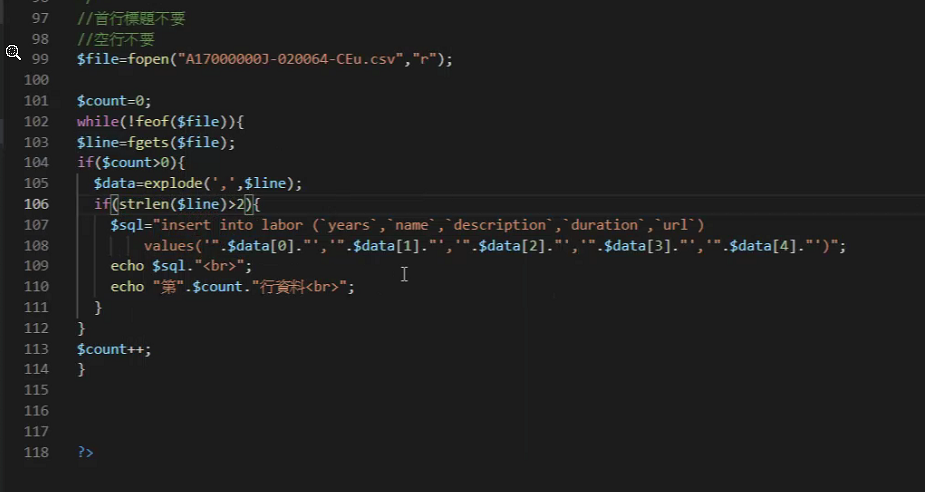 96
97 //首行標題不要
98 //空行不要
99 $file=fopen("A17000000J-020064-CEu.csv","r");
100
101 $count=0;
102 while(!feof($file)){
103 $line=fgets($file);
104 if($count>0){
105 $data=explode(',',$line);
106 if(strlen($line)>2){
107 $sql="insert into labor (`years`,`name`,`description`,`duration`,`url`)
108 values('".$data[0]."','".$data[1]."','".$data[2]."','".$data[3]."','".$data[4]."')";
109 echo $sql."<br>";
110 echo "第".$count."行資料<br>";
111 }
112 }
113 $count++;
114 }
115
116
117
118 ?>